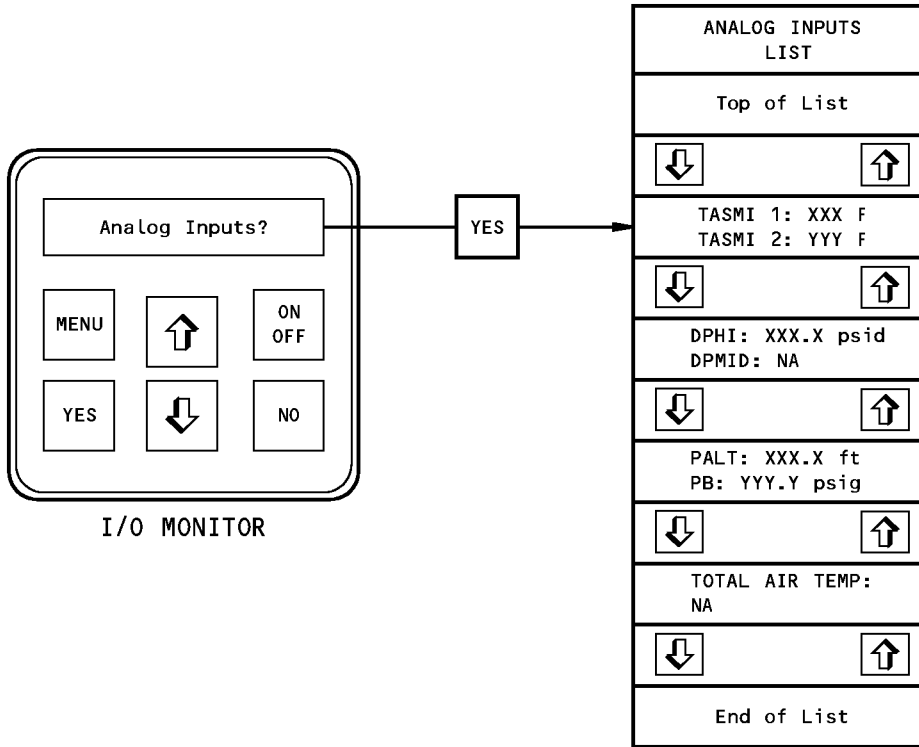 Analog Inputs?
MENU
ON
OFF
YES
NO
I/O MONITOR
YES
ANALOG INPUTS
LIST
Top of List
TASMI 1: XXX F
TASMI 2: YYY F
DPHI: XXX.X psid
DPMID: NA
PALT: XXX.X ft
PB: YYY.Y psig
TOTAL AIR TEMP:
NA
End of List